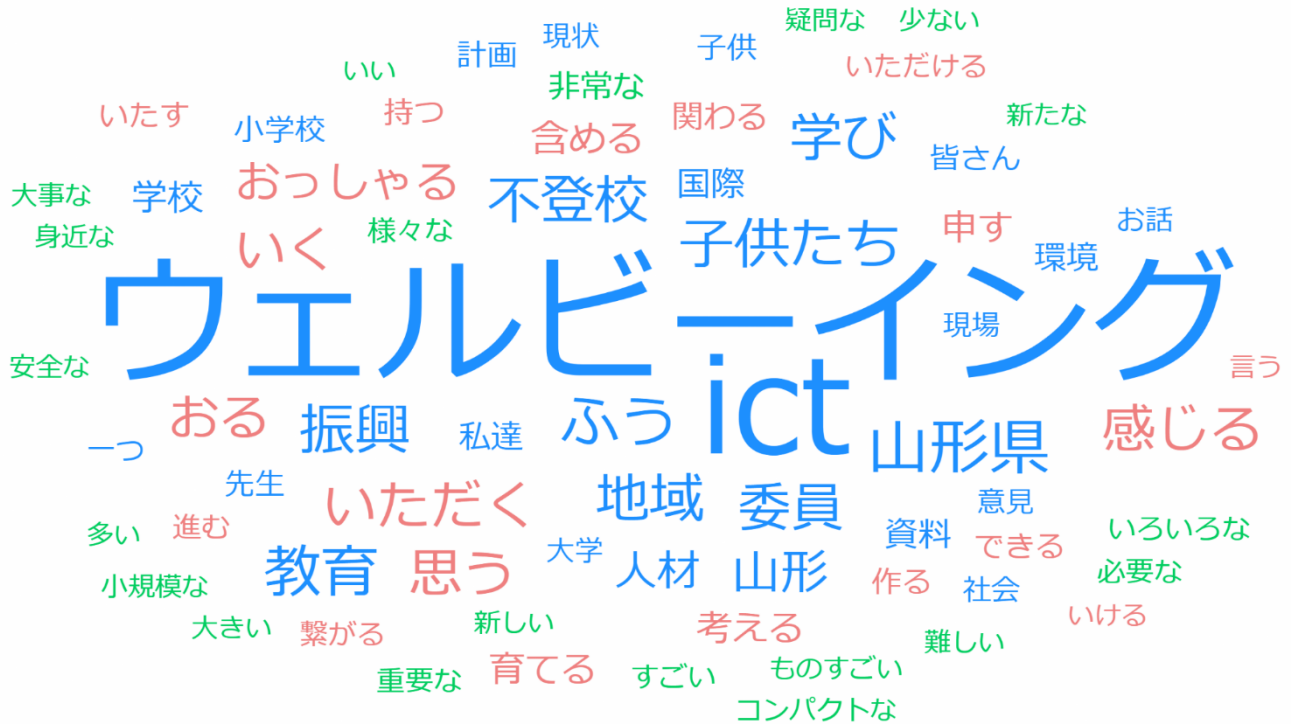 疑問な 少ない
現状
計画
子供
いい
非常な
いただける
いたす
持つ
関わる
新たな
小学校
含める
学び
皆さん
大事な
学校
おっしゃる
不登校
国際
身近な
いく
様々な
子供たち
申す
お話
環境
ウェルビーイング
現場
安全な
ict
言う
おる
振興
私達
ふう
山形県
感じる
一つ
先生
いただく
地域
委員
意見
多い
進む
資料
できる
いろいろな
教育
思う
大学
人材
山形
作る
社会
必要な
小規模な
いける
大きい
繋がる
新しい
考える
難しい
重要な
育てる
すごい
ものすごい
コンパクトな